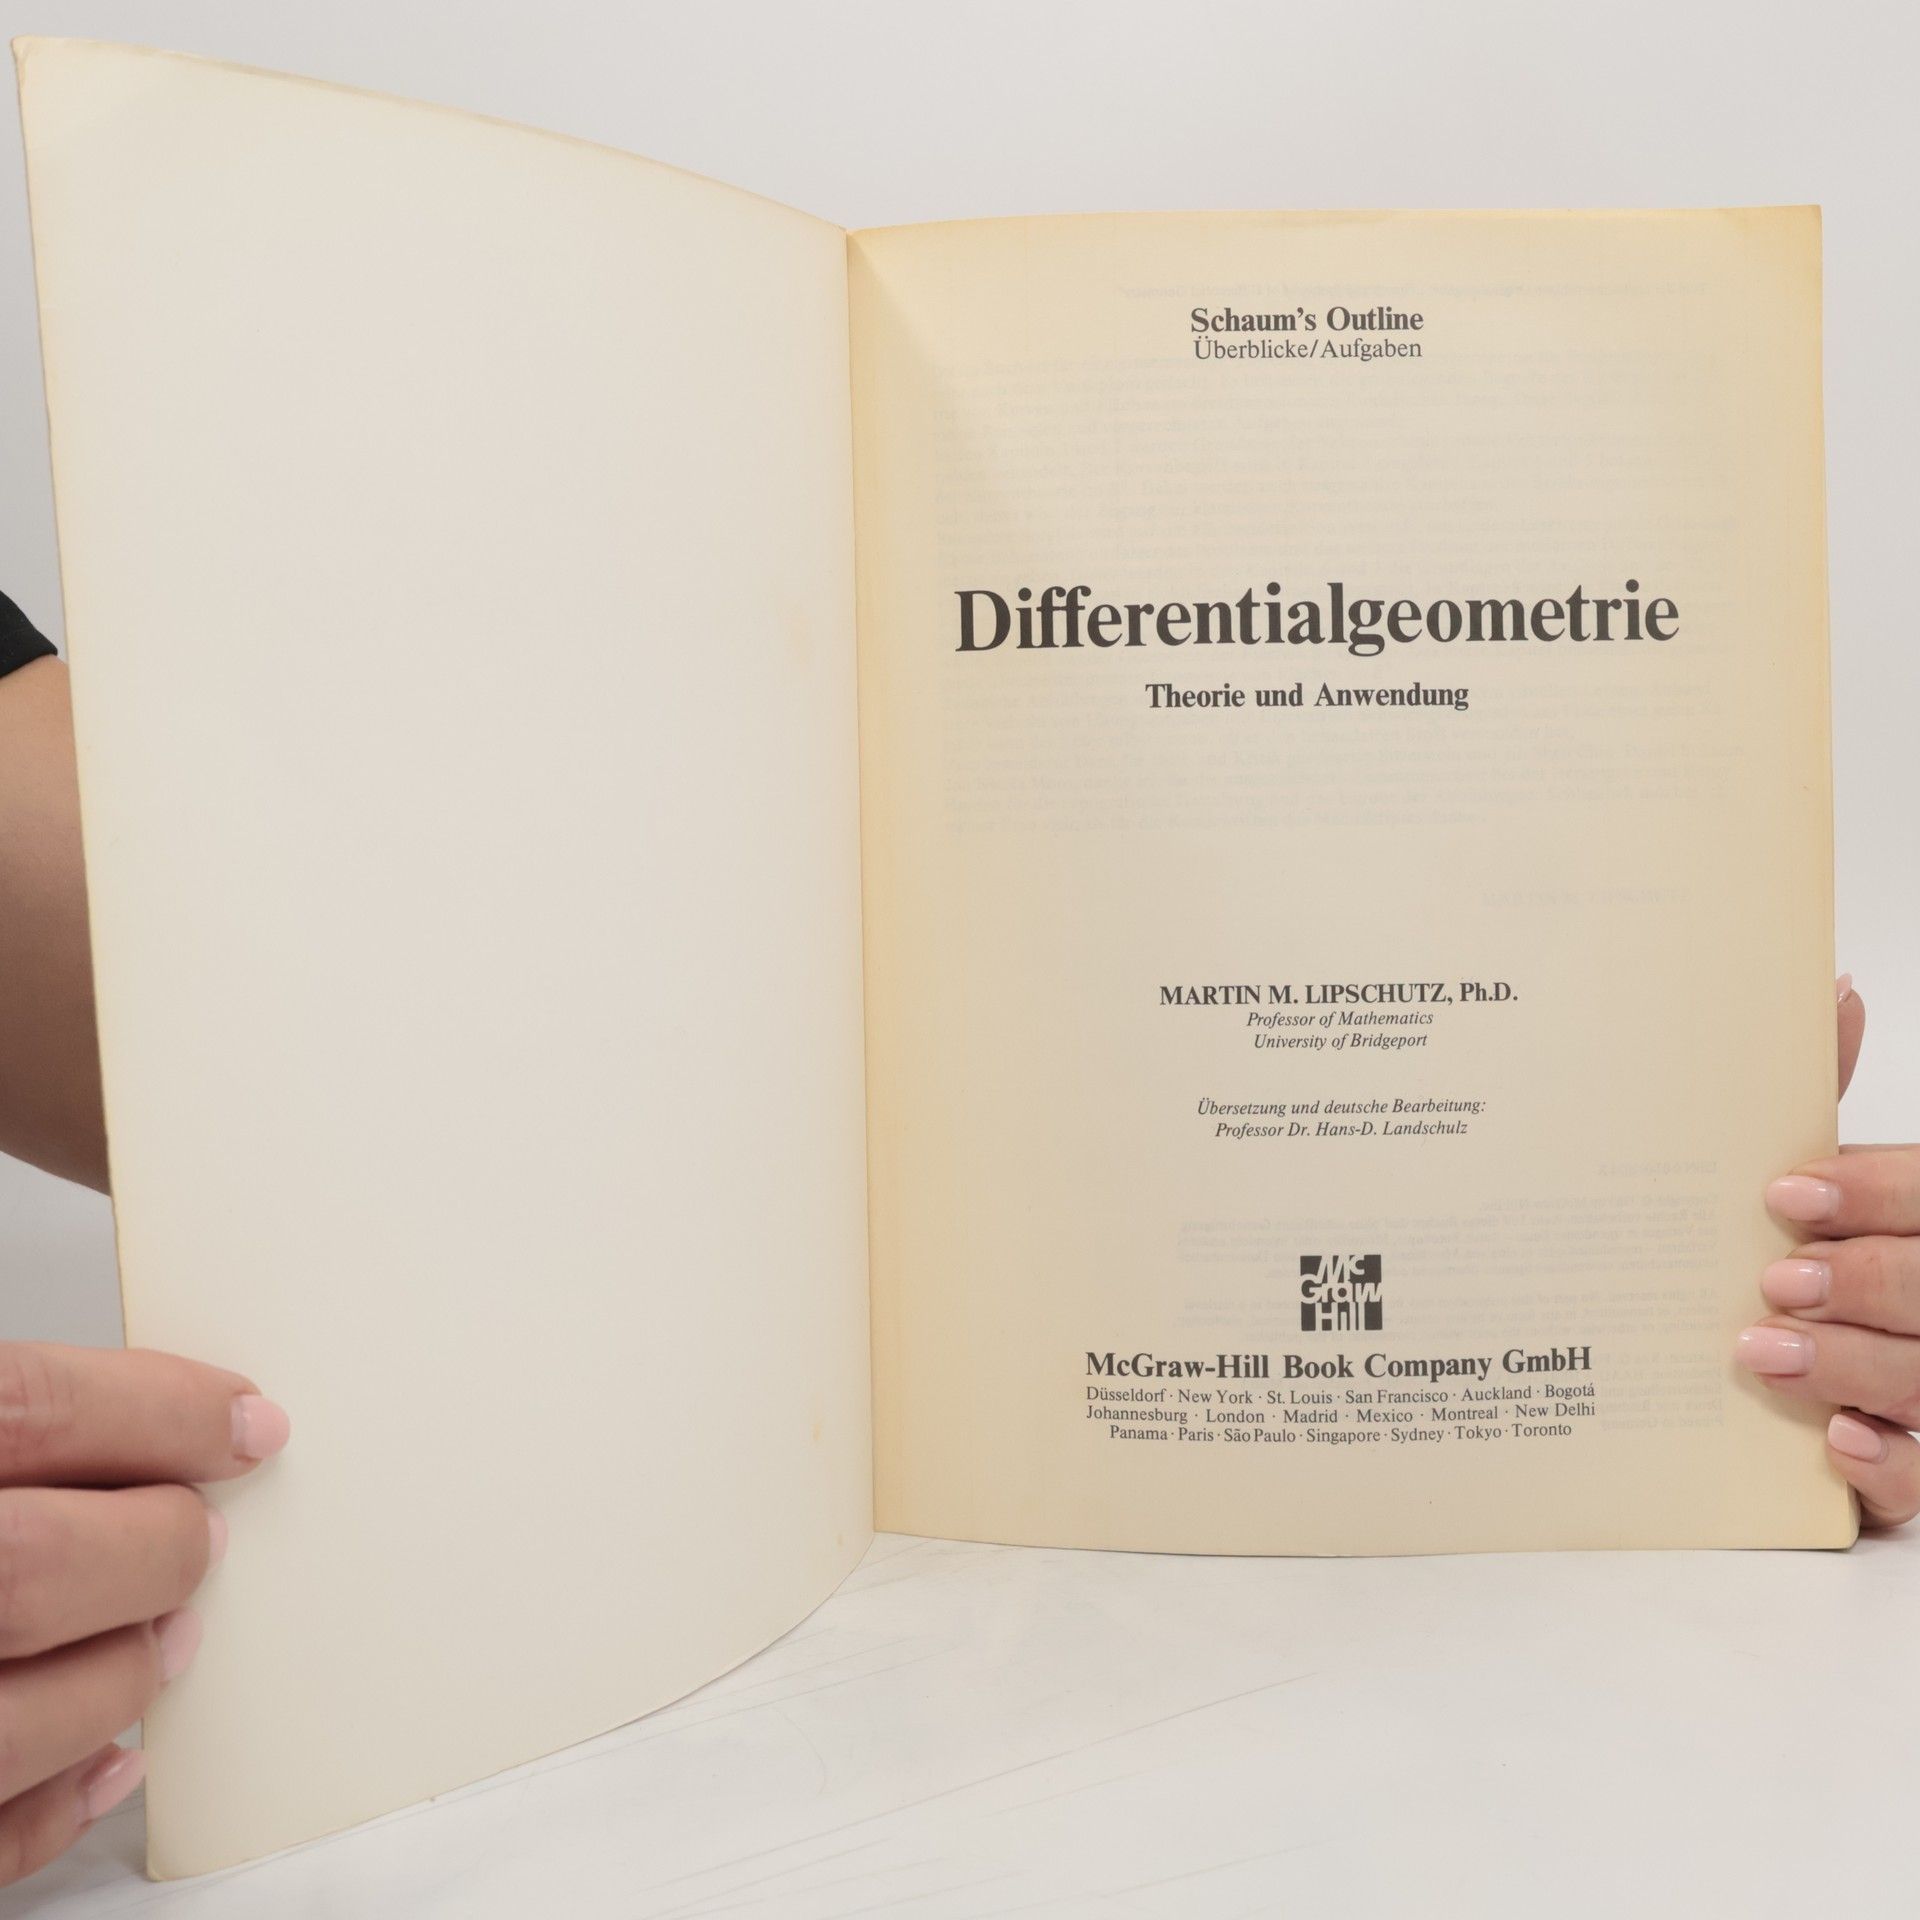 Schaum's Outline
Überblicke/Aufgaben
Differentialgeometrie
Theorie und Anwendung
MARTIN M. LIPSCHUTZ, Ph.D.
Professor of Mathematics
University of Bridgeport
Übersetzung und deutsche Bearbeitung:
Professor Dr. Hans-D. Landschulz
Mc
Graw
Hill
McGraw-Hill Book Company GmbH
Düsseldorf · New York · St. Louis · San Francisco · Auckland · Bogotá
Johannesburg · London · Madrid · Mexico · Montreal · New Delhi
Panama · Paris · São Paulo · Singapore · Sydney · Tokyo · Toronto